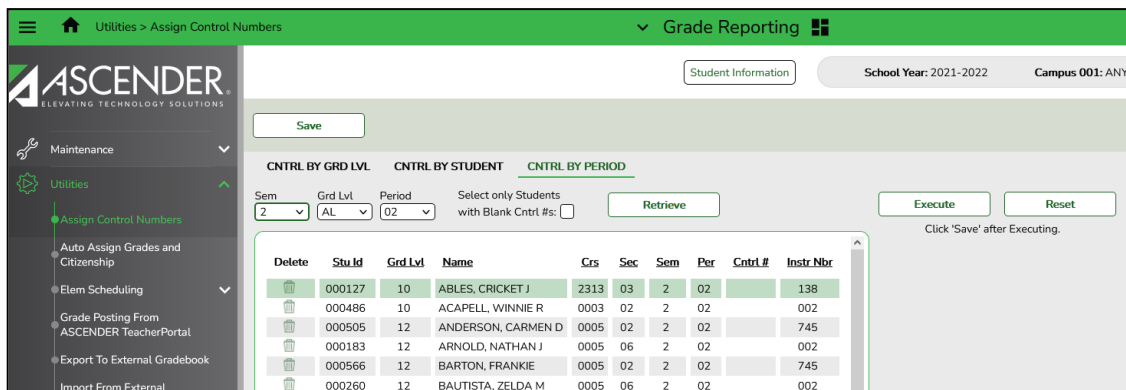 Utilities > Assign Control Numbers
Grade Reporting
ASCENDER
ELEVATING TECHNOLOGY SOLUTIONS
Student Information
School Year: 2021-2022
Campus 001: ANY
Save
Maintenance
Utilities
Assign Control Numbers
Auto Assign Grades and
Citizenship
Elem Scheduling
Grade Posting From
ASCENDER TeacherPortal
Export To External Gradebook
Import From External
CNTRL BY GRD LVL CNTRL BY STUDENT CNTRL BY PERIOD
Sem Grd Lvl Period Select only Students
with Blank Cntrl #s:
2 AL 02
Retrieve
Execute
Reset
Click 'Save' after Executing.
Delete Stu Id Grd Lvl Name Crs Sec Sem Per Cntrl # Instr Nbr
000127 10 ABLES, CRICKET J 2313 03 2 02 138
000486 10 ACAPELL, WINNIE R 0003 02 2 02 002
000505 12 ANDERSON, CARMEN D 0005 02 2 02 745
000183 12 ARNOLD, NATHAN J 0005 06 2 02 002
000566 12 BARTON, FRANKIE 0005 02 2 02 745
000260 12 BAUTISTA, ZELDA M 0005 06 2 02 002